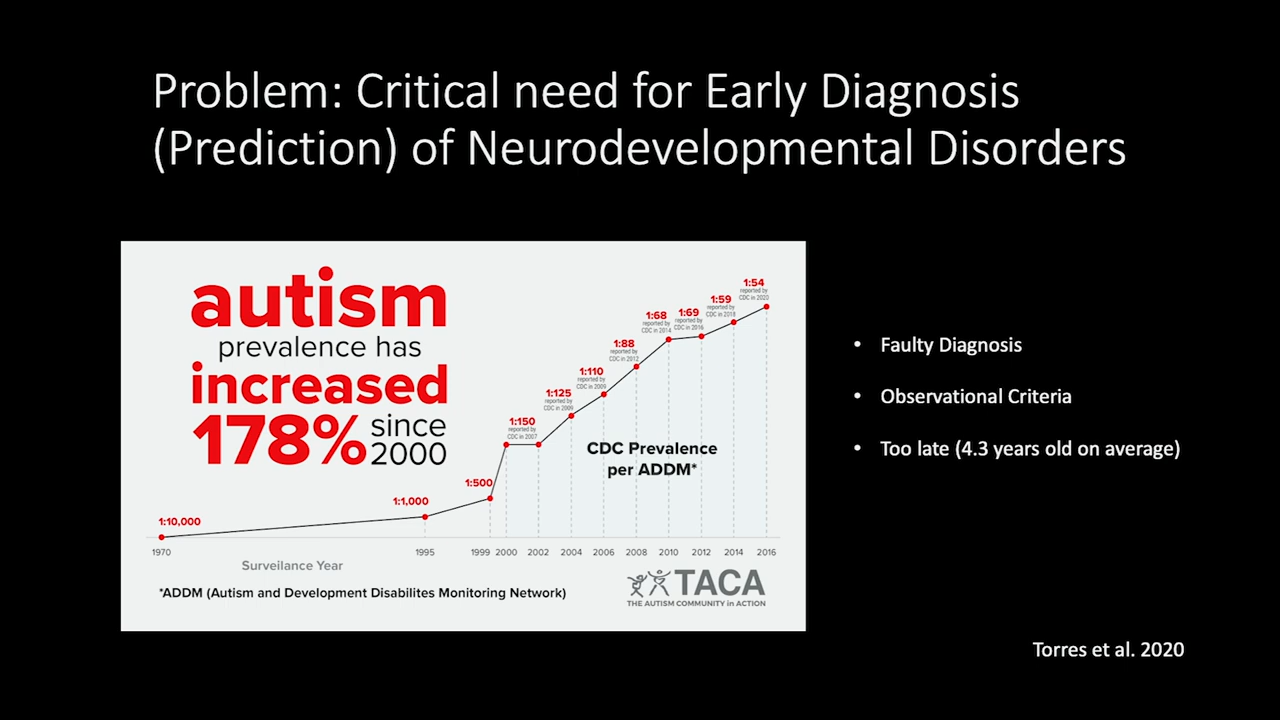 Problem: Critical need for Early Diagnosis
(Prediction) of Neurodevelopmental Disorders
autism
prevalence has
increased
178% since
2000
1:10,000
1:1,000
1:500
1:150
reported by
CDC in 2007
1:125
reported by
CDC in 2009
1:110
reported by
CDC in 2009
1:88
reported by
CDC in 2012
1:68
reported by
CDC in 2014
1:69
reported by
CDC in 2016
1:59
reported by
CDC in 2018
1:54
reported by
CDC in 2020
CDC Prevalence
per ADDM*
1970 1995 1999 2000 2002 2004 2006 2008 2010 2012 2014 2016
Surveilance Year
*ADDM (Autism and Development Disabilites Monitoring Network)
TACA
THE AUTISM COMMUNITY in ACTION
• Faulty Diagnosis
• Observational Criteria
• Too late (4.3 years old on average)
Torres et al. 2020